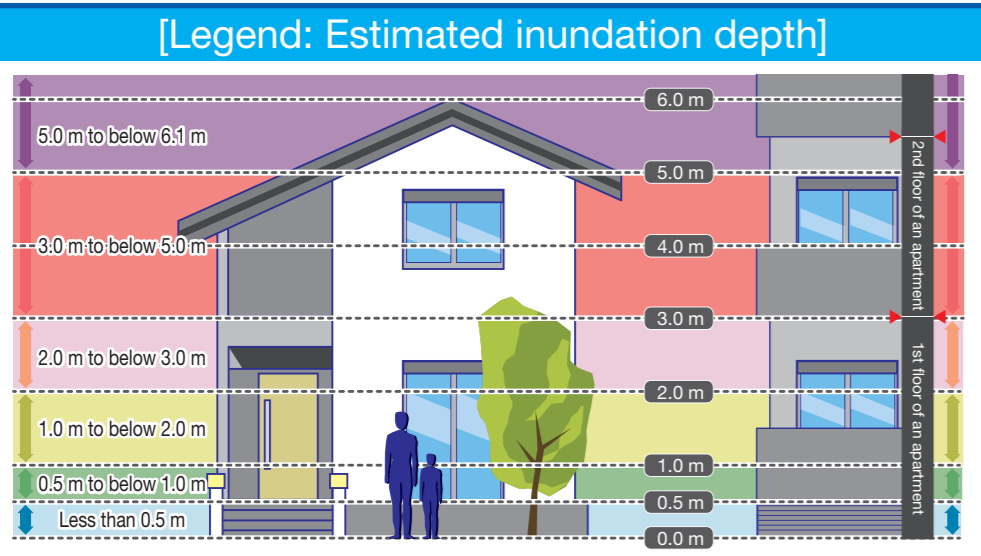 [Legend: Estimated inundation depth]
6.0 m
5.0 m to below 6.1 m
5.0 m
3.0 m to below 5.0 m
4.0 m
2nd floor of an apartment
3.0 m
2.0 m to below 3.0 m
2.0 m
1.0 m to below 2.0 m
1st floor of an apartment
1.0 m
0.5 m to below 1.0 m
0.5 m
Less than 0.5 m
0.0 m